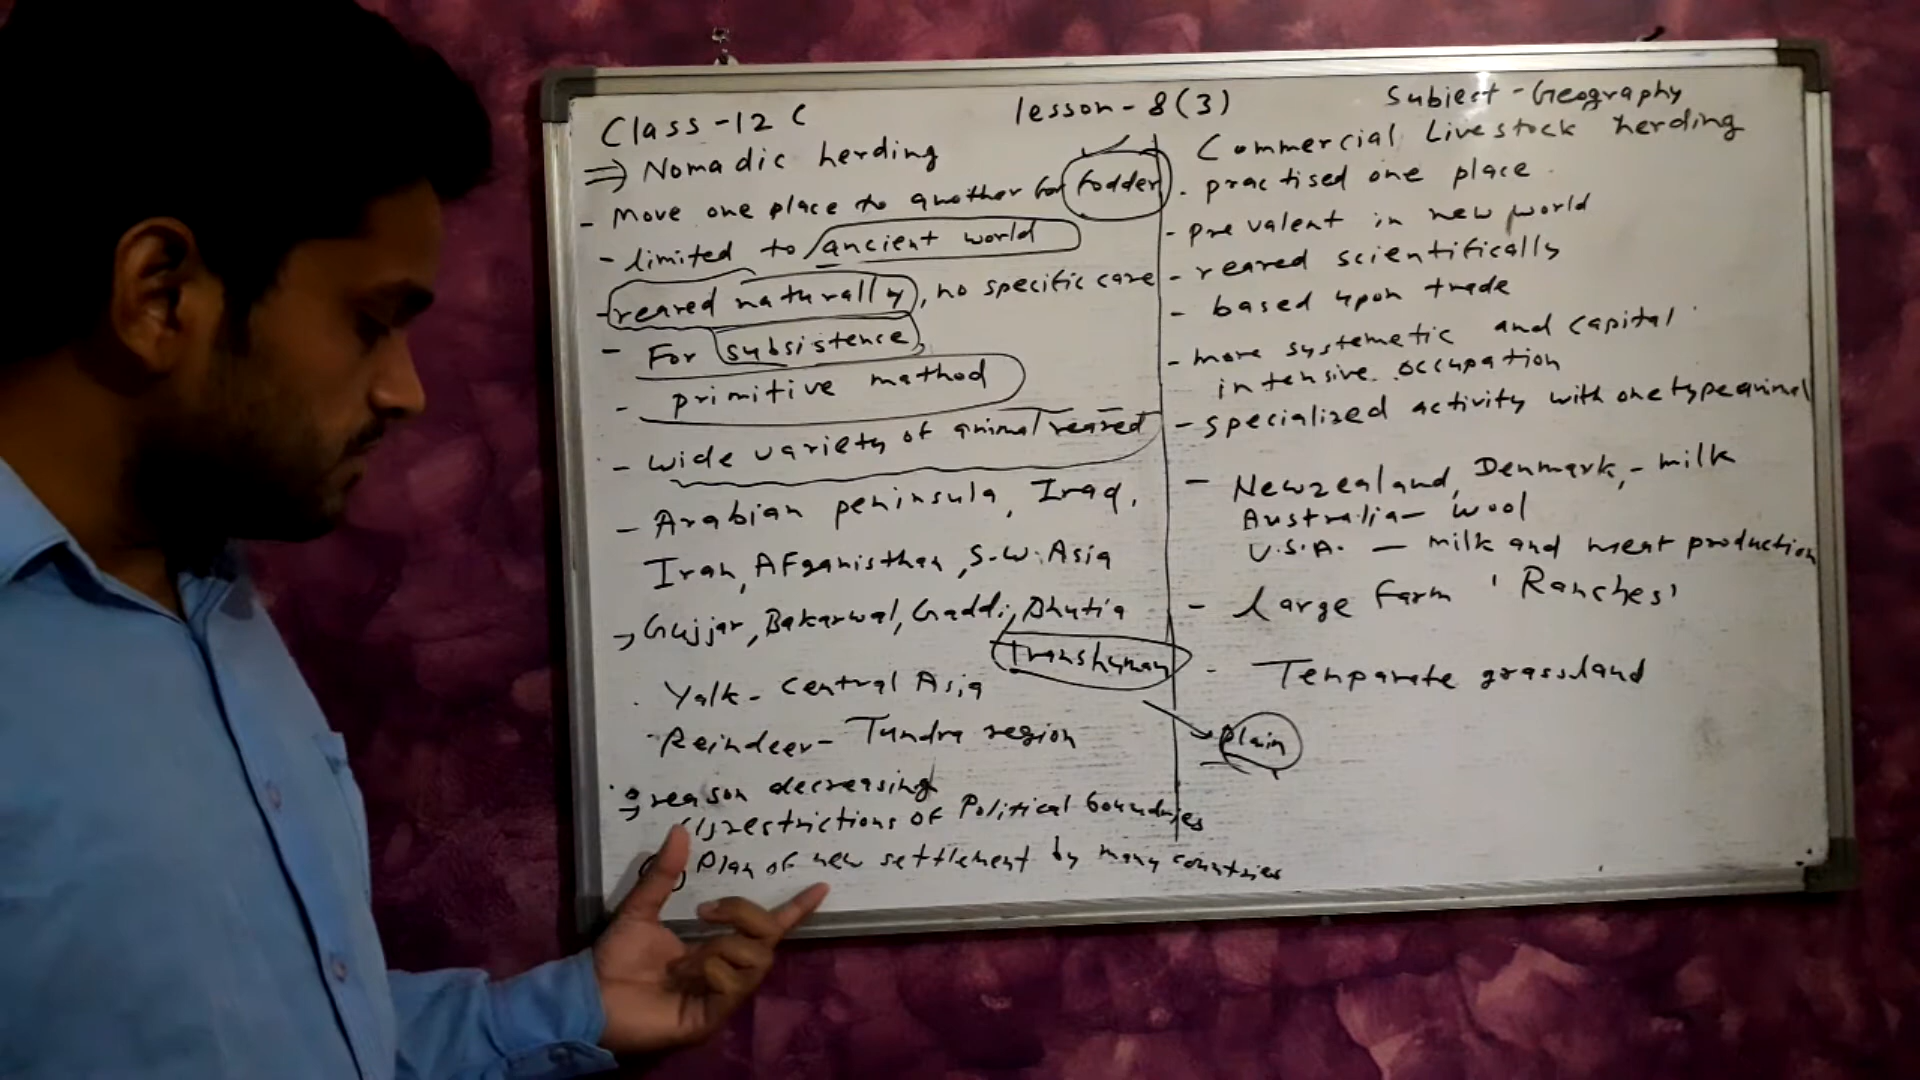 Class-12 C
lesson-8(3)
Subject-Geography
⇒ Nomadic herding
- Move one place to another for fodder
- limited to ancient world
- reared naturally, no specific care
- For subsistence,
- primitive mathod
- wide variety of animal reared
- Arabian peninsula, Iraq,
Iran, AFganisthan, S.W. Asia
→ Gujjar, Bakarwal, Gaddi, Bhutia
Transhuman
Yalk - Central Asia
Reindeer - Tundra region
reason decreasing
(1) restrictions of Political boundries
Plan of new settlement by many countries
Commercial Livestock herding
. practised one place
- prevalent in new world
- reared scientifically
- based upon trade
- more systemetic and capital
intensive occupation
- specialized activity with one type animal
- Newzealand, Denmark, - milk
Australia - wool
U.S.A. - milk and meat production
- large farm 'Ranches'
- Temparate grassland
plain